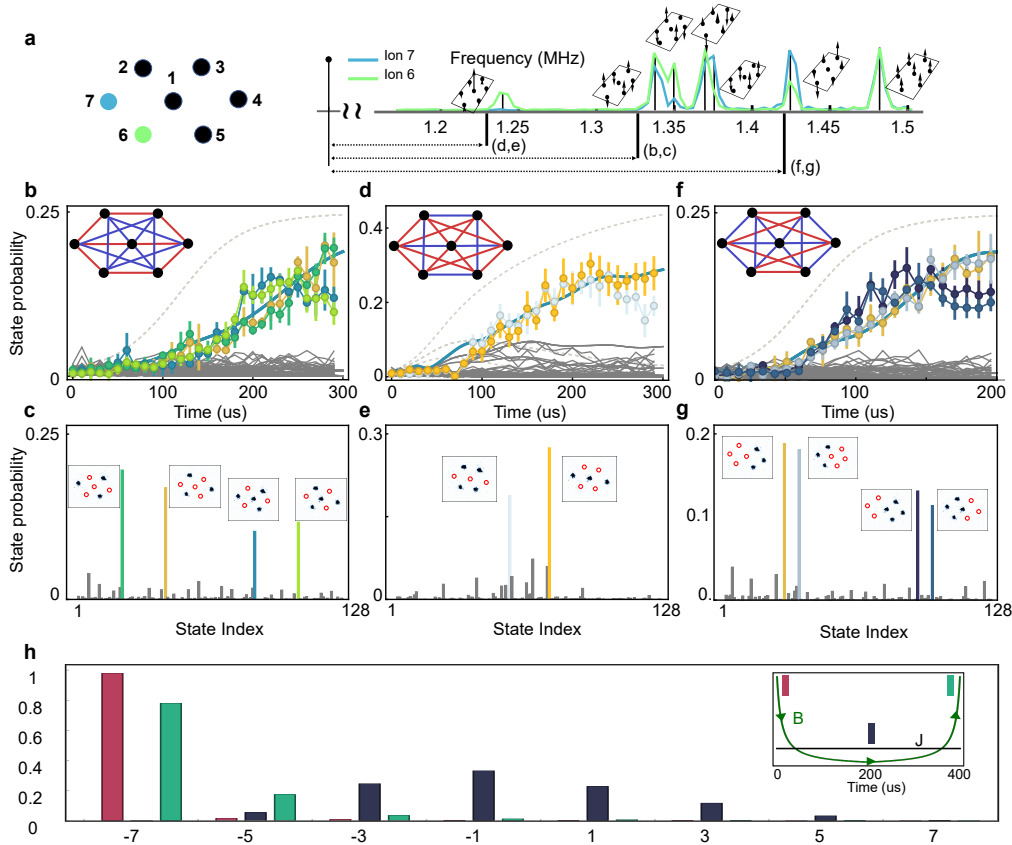 a
2
3
1
7
4
6
5
Ion 7
Ion 6
Frequency (MHz)
1.2
1.25
1.3
1.35
1.4
1.45
1.5
(d,e)
(b,c)
(f,g)
b
0.25
0
State probability
0
100
200
300
Time (us)
d
0.4
0.2
0
0
100
200
300
Time (us)
f
0.25
0
100
200
Time (us)
c
0.25
0
State probability
1
128
State Index
e
0.3
0
1
128
State Index
g
0.2
0.1
0
1
128
State Index
h
1
0.8
0.6
0.4
0.2
0
-7
-5
-3
-1
1
3
5
7
B
J
0
200
400
Time (us)